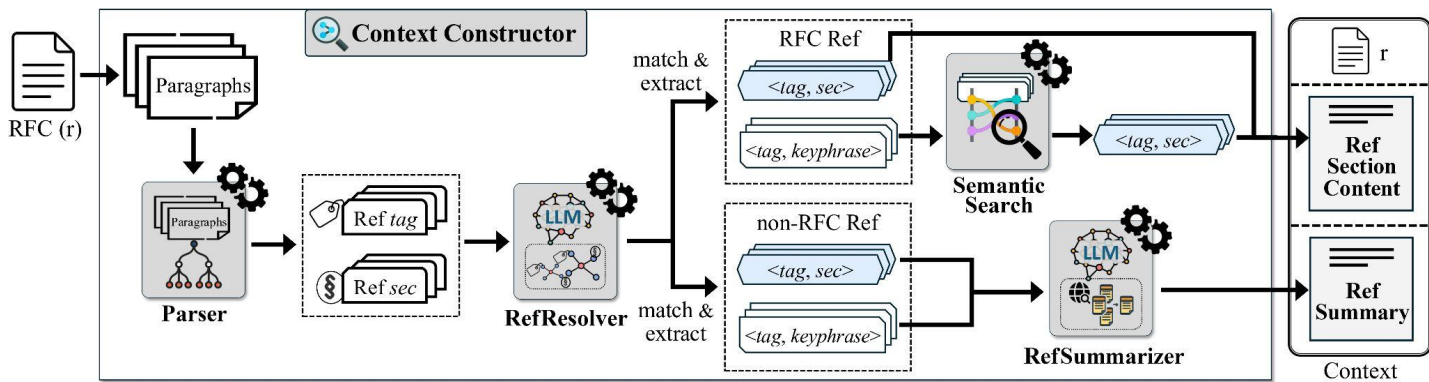 Context Constructor
RFC (r)
Paragraphs
Paragraphs
Parser
Ref tag
§
Ref sec
LLM
§
§
RefResolver
match &
extract
match &
extract
RFC Ref
<tag, sec>
<tag, keyphrase>
Semantic
Search
<tag, sec>
non-RFC Ref
<tag, sec>
<tag, keyphrase>
LLM
RefSummarizer
r
Ref
Section
Content
Ref
Summary
Context